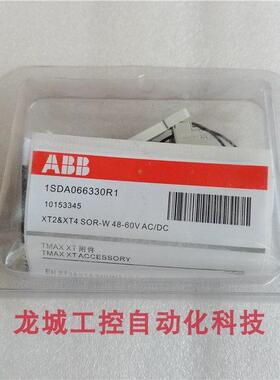 ABB
1SDA066330R1
10153345
XT2&XT4 SOR-W 48-60V AC/DC
TMAX XT 附件
TMAX XT ACCESSORY
龙城工控自动化科技